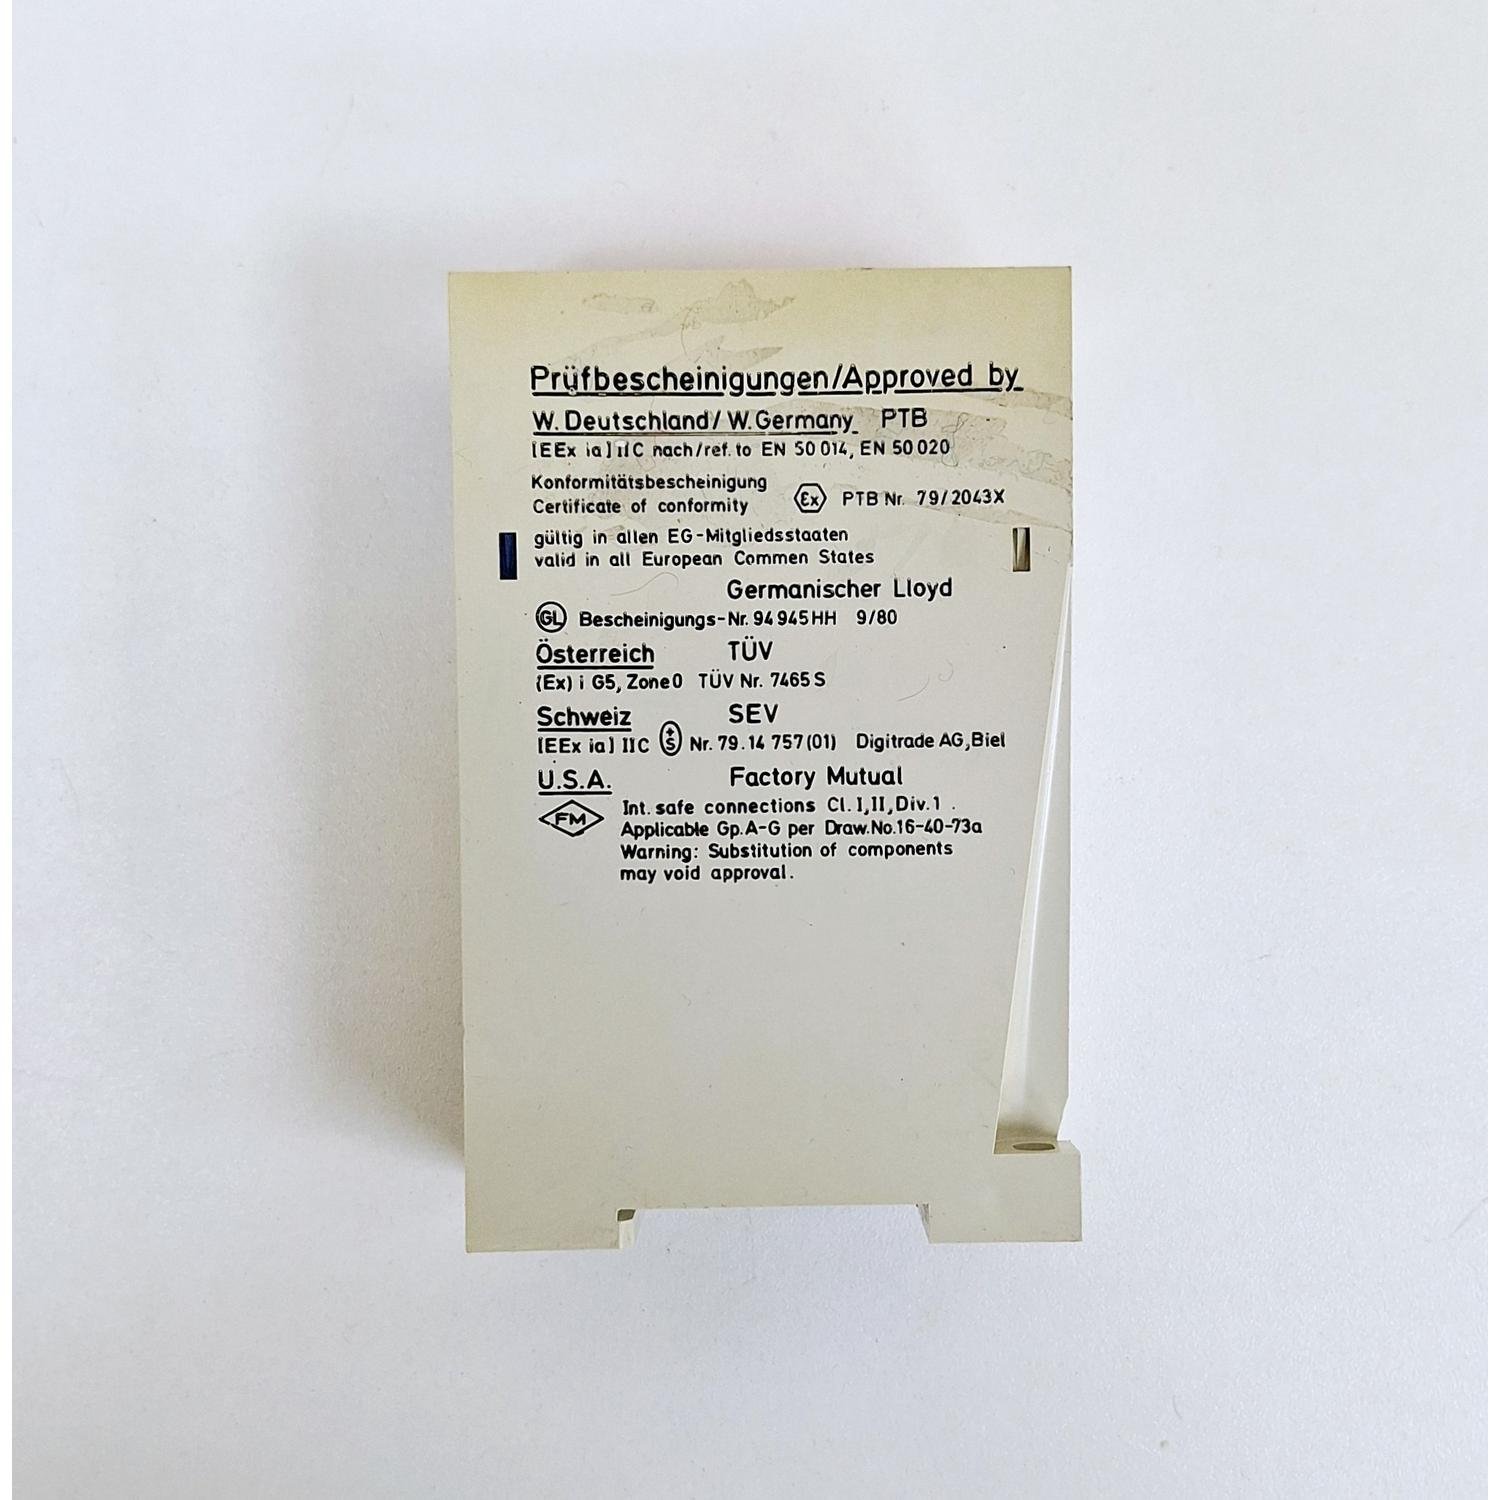 Prüfbescheinigungen/Approved by
W. Deutschland/ W. Germany PTB
[EEx ia] IIC nach/ref. to EN 50 014, EN 50 020
Konformitätsbescheinigung
Certificate of conformity Ex PTB Nr. 79/2043X
gültig in allen EG-Mitgliedsstaaten
valid in all European Commen States
Germanischer Lloyd
GL Bescheinigungs-Nr. 94 945 HH 9/80
Österreich TÜV
(Ex) i G5, Zone 0 TÜV Nr. 7465 S
Schweiz SEV
[EEx ia] IIC +S Nr. 79.14 757 (01) Digitrade AG, Biel
U.S.A. Factory Mutual
FM Int. safe connections Cl. I, II, Div. 1 .
Applicable Gp. A-G per Draw. No. 16-40-73a
Warning: Substitution of components
may void approval.